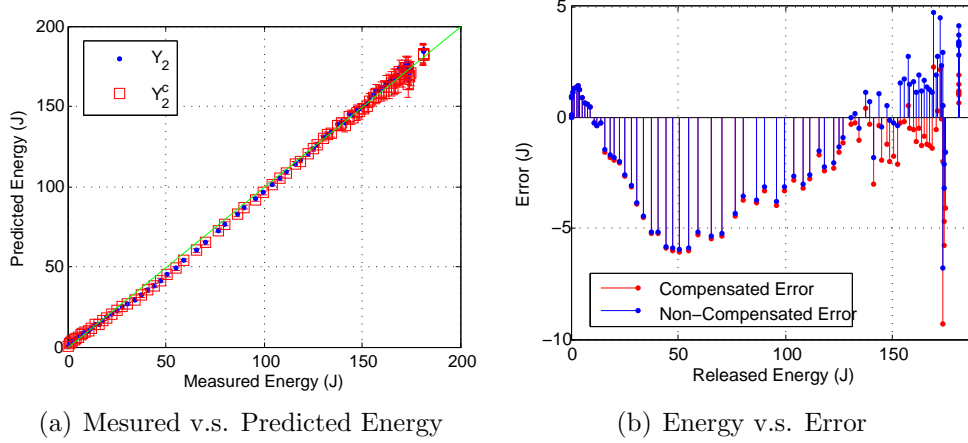 200
150
100
50
0
Predicted Energy (J)
Y₂
Y₂ᶜ
0
50
100
150
200
Measured Energy (J)
(a) Mesured v.s. Predicted Energy
5
0
−5
−10
Error (J)
Compensated Error
Non−Compensated Error
0
50
100
150
Released Energy (J)
(b) Energy v.s. Error